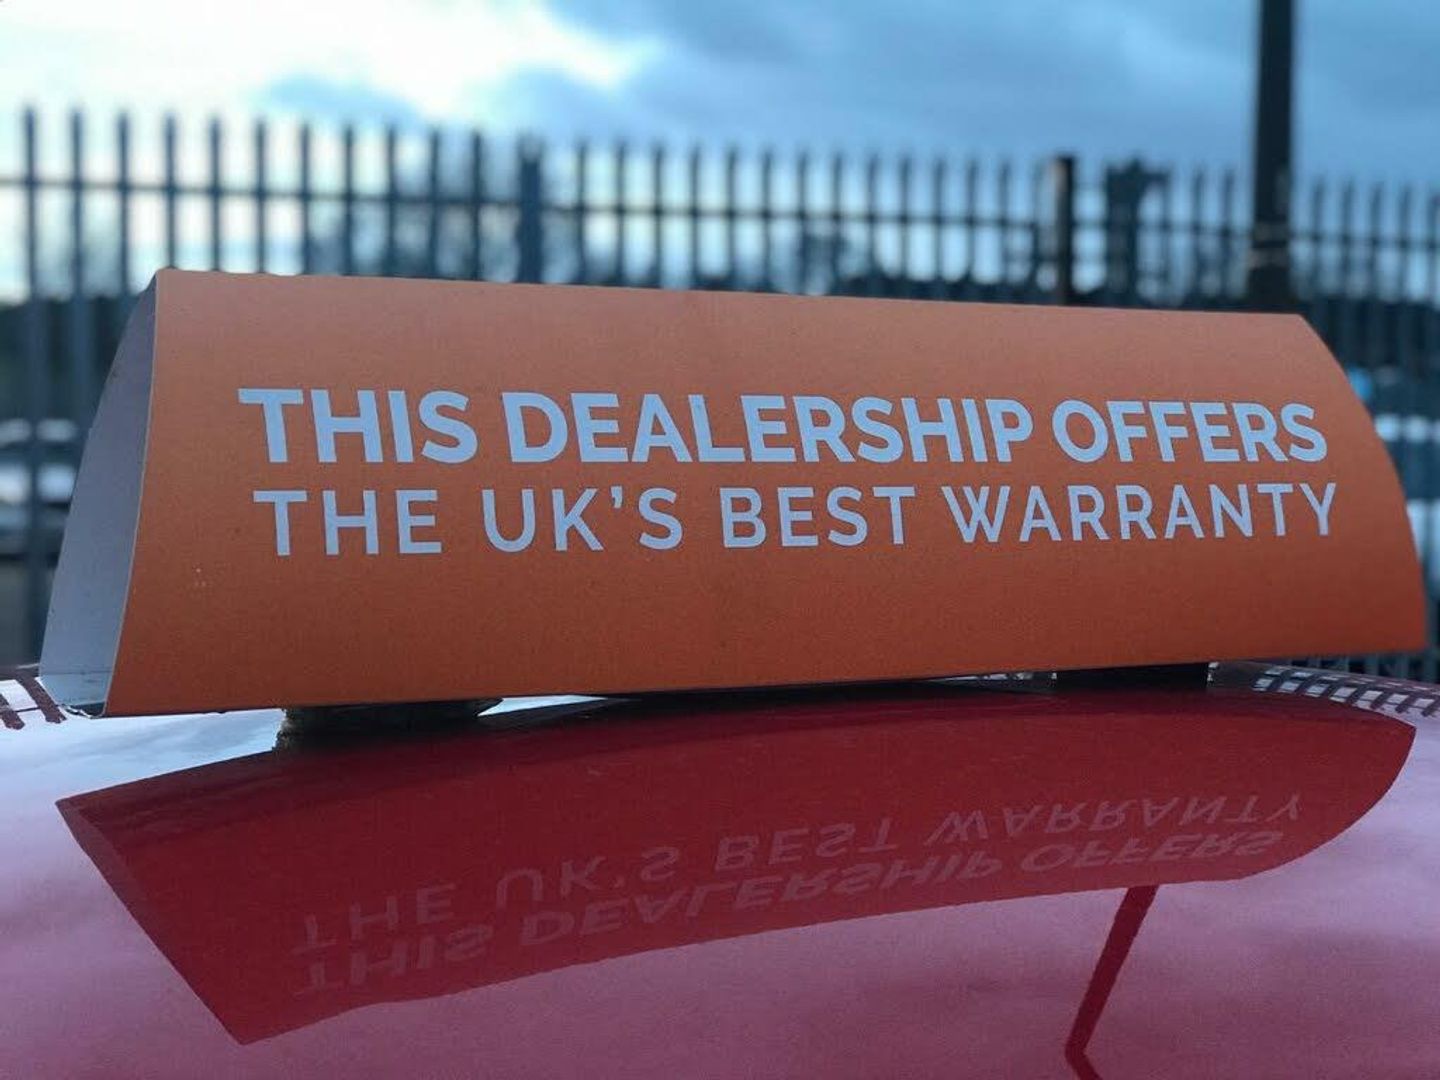 THIS DEALERSHIP OFFERS
THE UK'S BEST WARRANTY